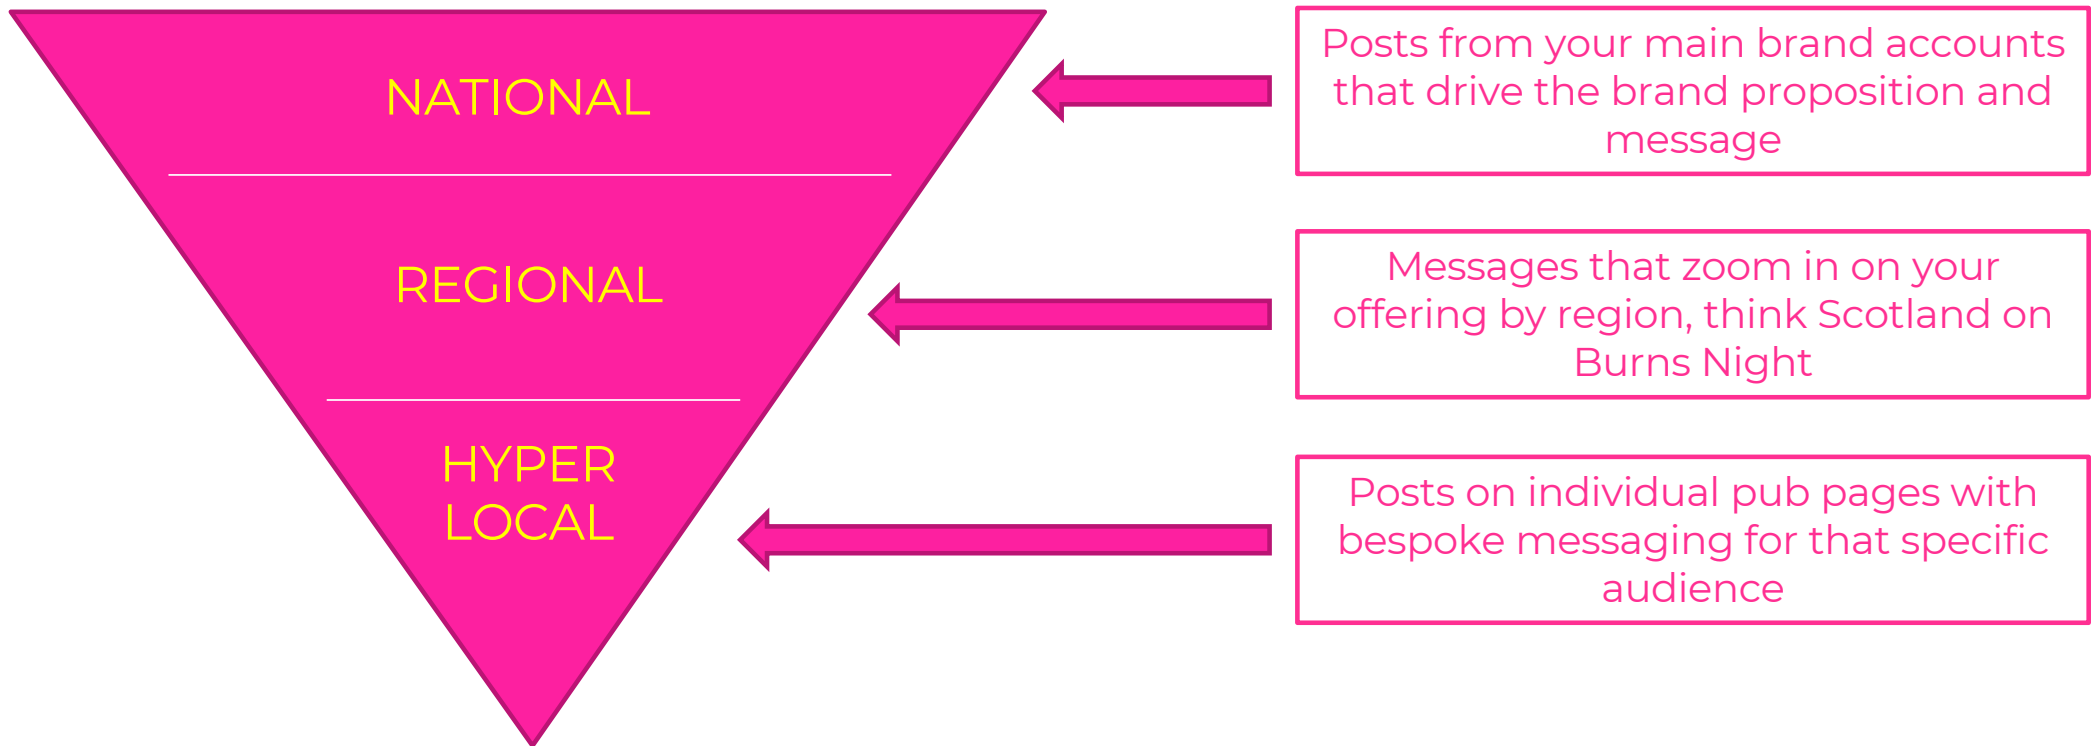 NATIONAL
Posts from your main brand accounts
that drive the brand proposition and
message
REGIONAL
Messages that zoom in on your
offering by region, think Scotland on
Burns Night
HYPER
LOCAL
Posts on individual pub pages with
bespoke messaging for that specific
audience